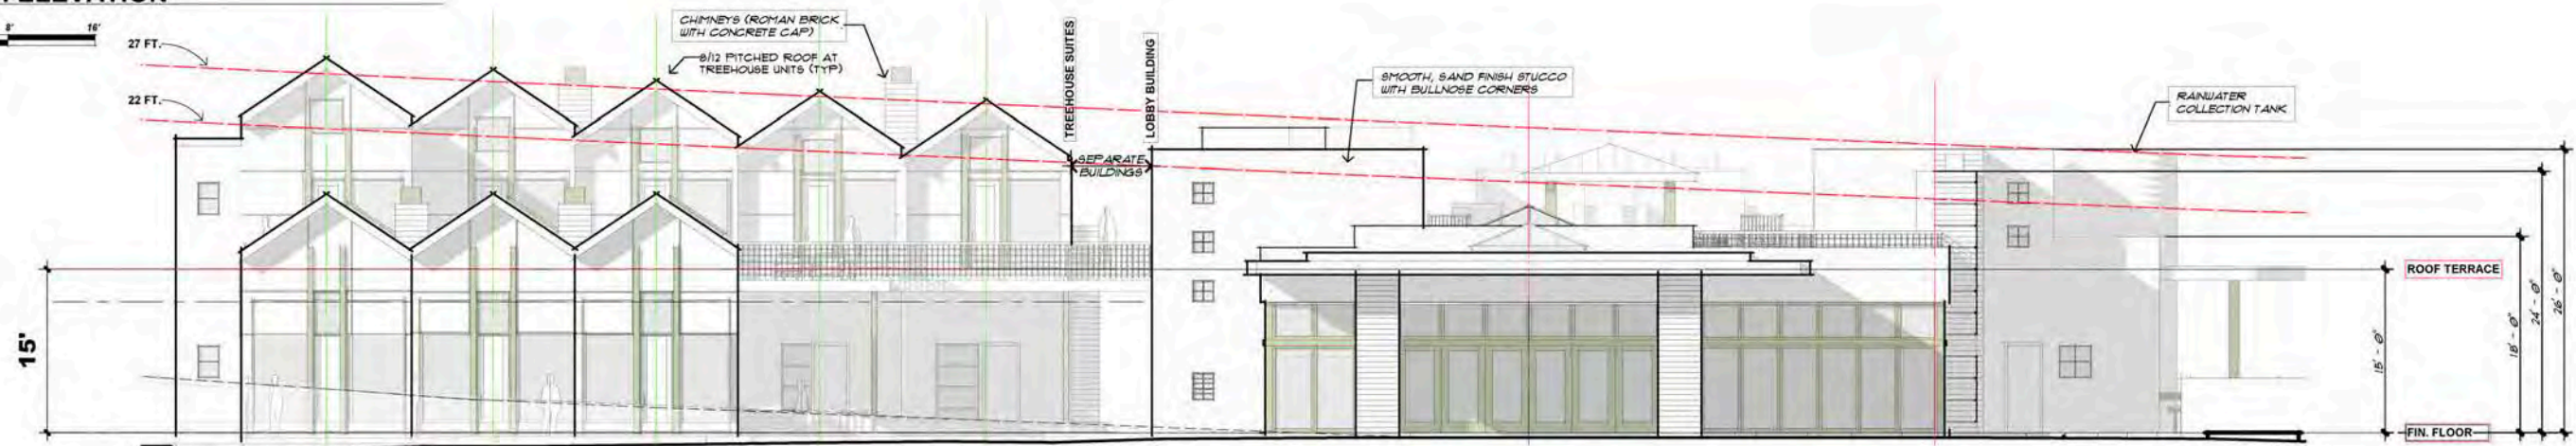 ELEVATION
8'
16'
27 FT.
22 FT.
CHIMNEYS (ROMAN BRICK
WITH CONCRETE CAP)
8/12 PITCHED ROOF AT
TREEHOUSE UNITS (TYP)
TREEHOUSE SUITES
LOBBY BUILDING
SEPARATE
BUILDINGS
SMOOTH, SAND FINISH STUCCO
WITH BULLNOSE CORNERS
RAINWATER
COLLECTION TANK
15'
ROOF TERRACE
15' - 0"
18' - 0"
24' - 0"
26' - 0"
FIN. FLOOR